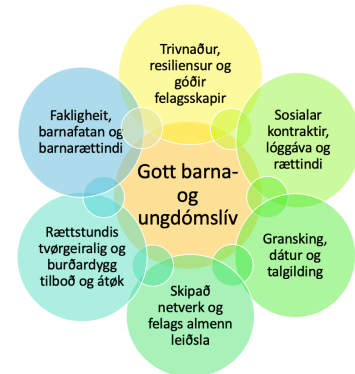 Trivnaður,
resiliensur og
góðir
felagsskapir
Sosialar
kontraktir,
lóggáva og
rættindi
Gransking,
dátur og
talgilding
Skipað
netverk og
felags almenn
leiðsla
Rættstundis
tvørgeiralig og
burðardygg
tilboð og átøk
Fakligheit,
barnafatan og
barnarættindi
Gott barna-
og
ungdómslív